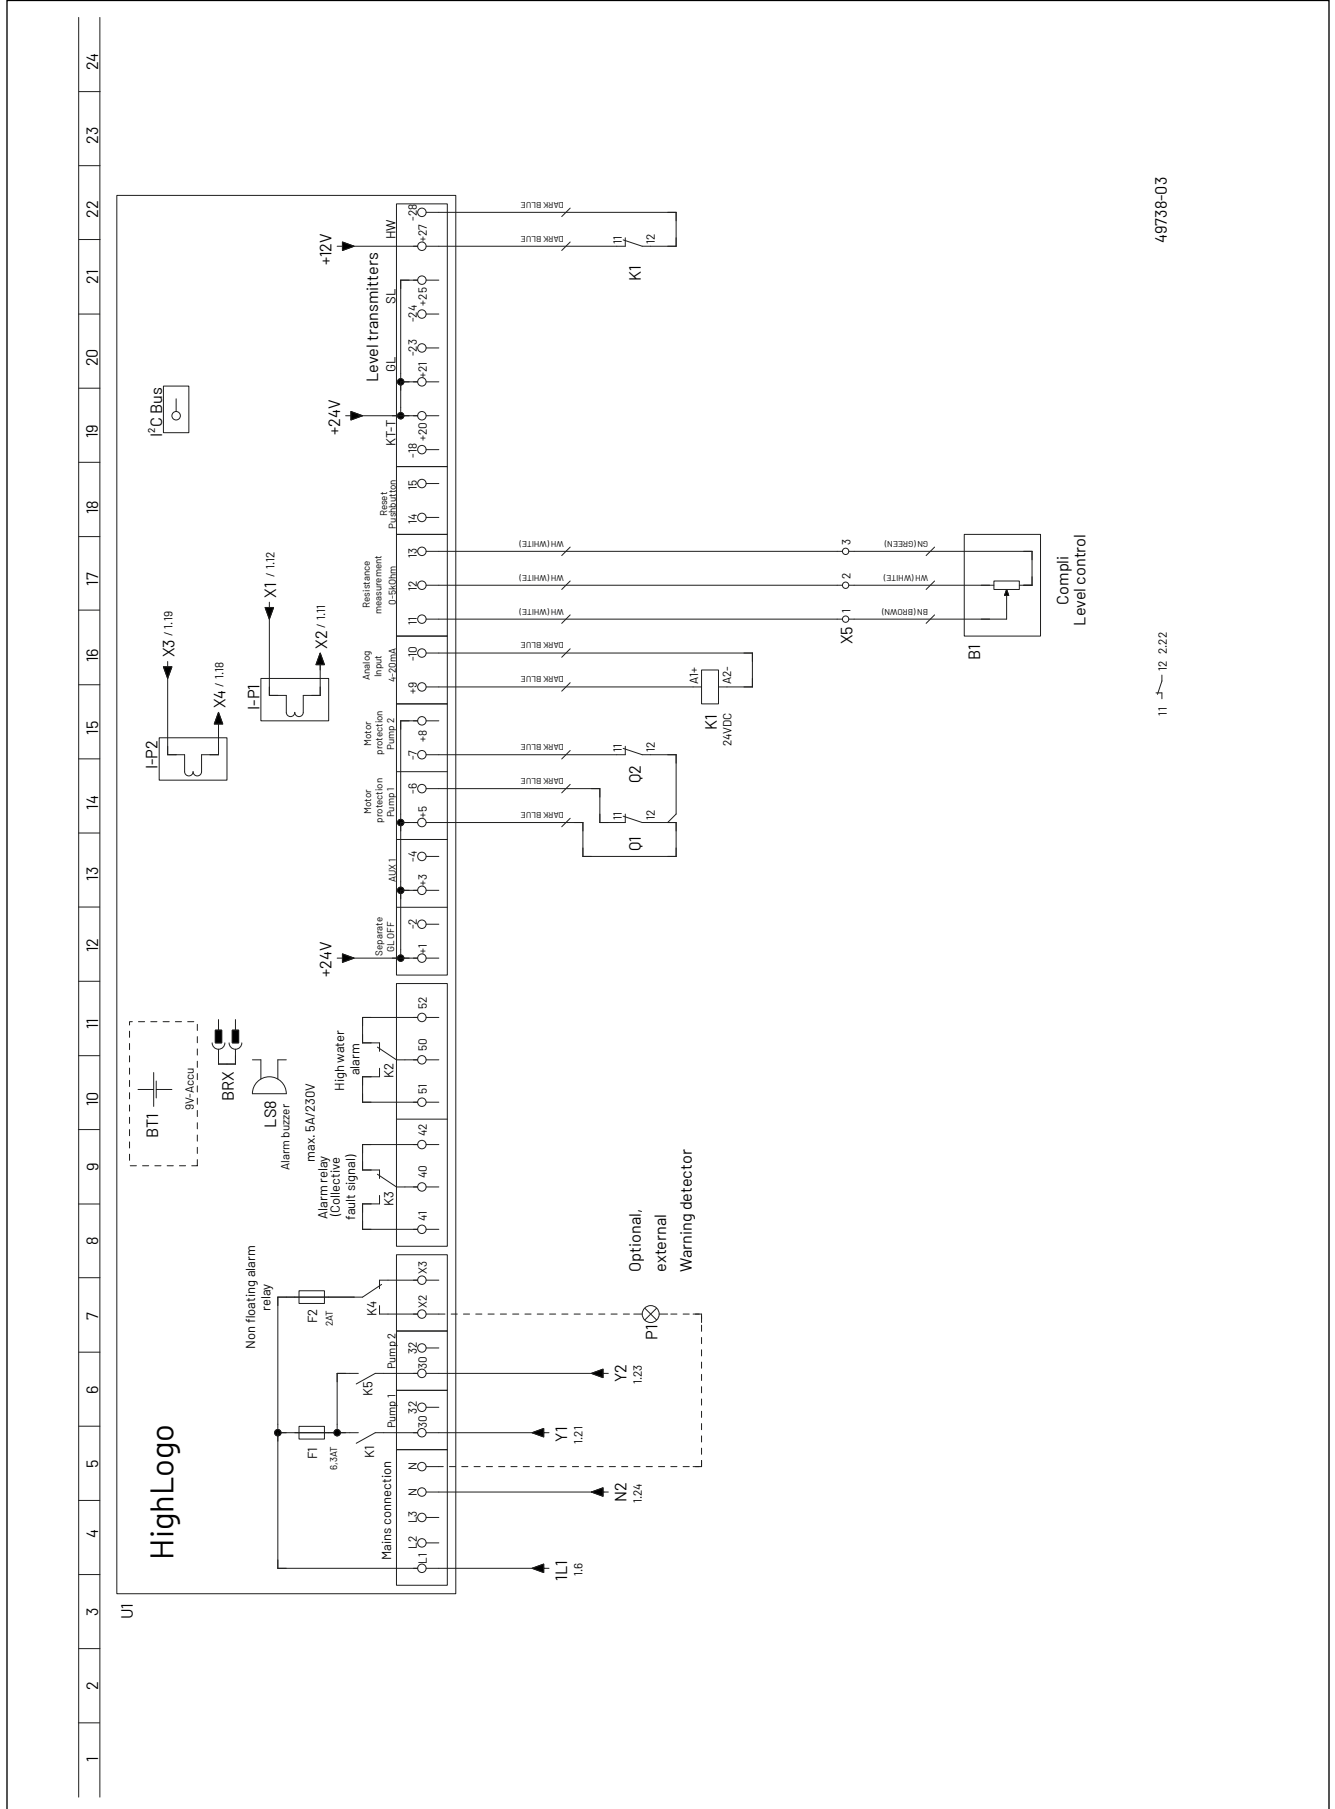 1 2 3 4 5 6 7 8 9 10 11 12 13 14 15 16 17 18 19 20 21 22 23 24
U1
HighLogo
BT1
9V-Accu
BRX
LS8
Alarm buzzer
I-P2
X3 / 1.19
X4 / 1.18
I-P1
X1 / 1.12
X2 / 1.11
I²C Bus
Non floating alarm
relay
F1
6,3AT
F2
2AT
K1
K5
K4
max. 5A/230V
Alarm relay
(Collective
fault signal)
K3
High water
alarm
K2
+24V
+24V
+12V
Mains connection
Pump 1
Pump 2
Separate
GL OFF
AUX 1
Motor
protection
Pump 1
Motor
protection
Pump 2
Analog
Input
4-20mA
Resistance
measurement
0-5kOhm
Reset
Pushbutton
Level transmitters
KT-T
GL
SL
HW
L1 L2 L3 N N 30 32 30 32 X2 X3
41 40 42 51 50 52
+1 -2 +3 -4 +5 -6 -7 +8 +9 -10 11 12 13 14 15 -18 +20 +21 -23 -24 +25 +27 -28
DARK BLUE
DARK BLUE
DARK BLUE
DARK BLUE
DARK BLUE
WH(WHITE)
WH(WHITE)
WH(WHITE)
DARK BLUE
DARK BLUE
1L1
1.6
N2
1.24
Y1
1.21
Y2
1.23
P1
Optional,
external
Warning detector
Q1
11
12
Q2
11
12
K1
24VDC
A1+
A2-
K1
11
12
X5
1
2
3
BN(BROWN)
WH(WHITE)
GN(GREEN)
B1
Compli
Level control
11 12 2.22
49738-03